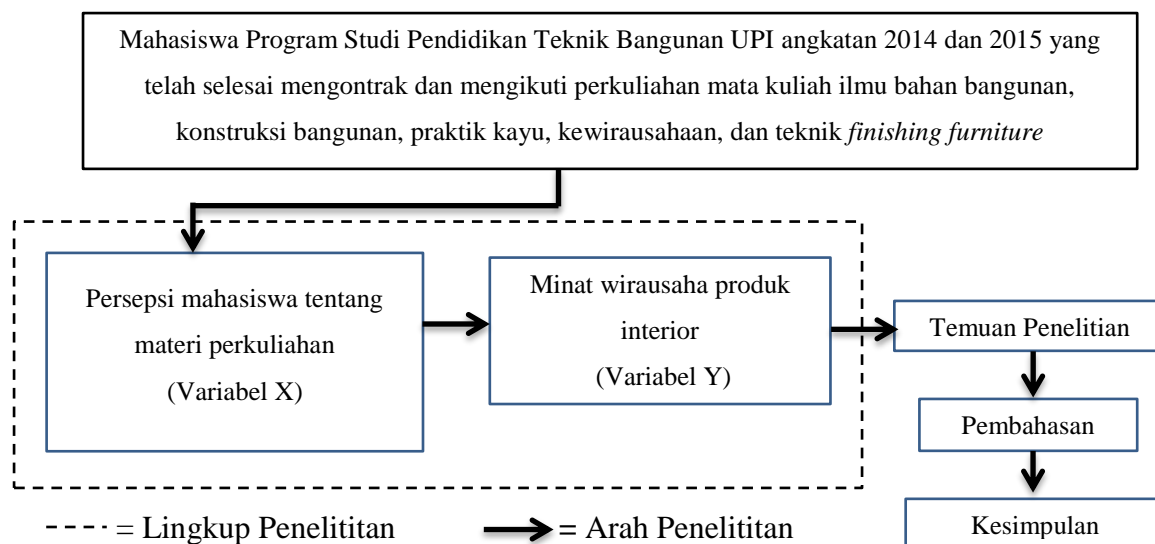 Mahasiswa Program Studi Pendidikan Teknik Bangunan UPI angkatan 2014 dan 2015 yang
telah selesai mengontrak dan mengikuti perkuliahan mata kuliah ilmu bahan bangunan,
konstruksi bangunan, praktik kayu, kewirausahaan, dan teknik finishing furniture
Persepsi mahasiswa tentang
materi perkuliahan
(Variabel X)
Minat wirausaha produk
interior
(Variabel Y)
Temuan Penelitian
Pembahasan
Kesimpulan
= Lingkup Penelititan
= Arah Penelititan